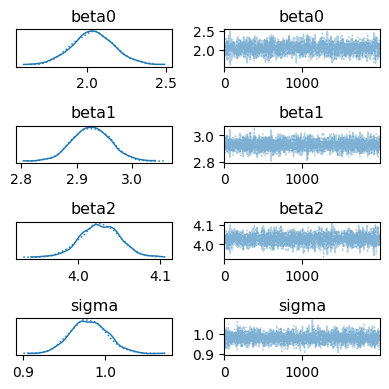 beta0 beta0
2.5
2.0
2.0 2.5 0 1000
beta1 beta1
3.0
2.8
2.8 2.9 3.0 0 1000
beta2 beta2
4.1
4.0
4.0 4.1 0 1000
sigma sigma
1.0
0.9
0.9 1.0 0 1000